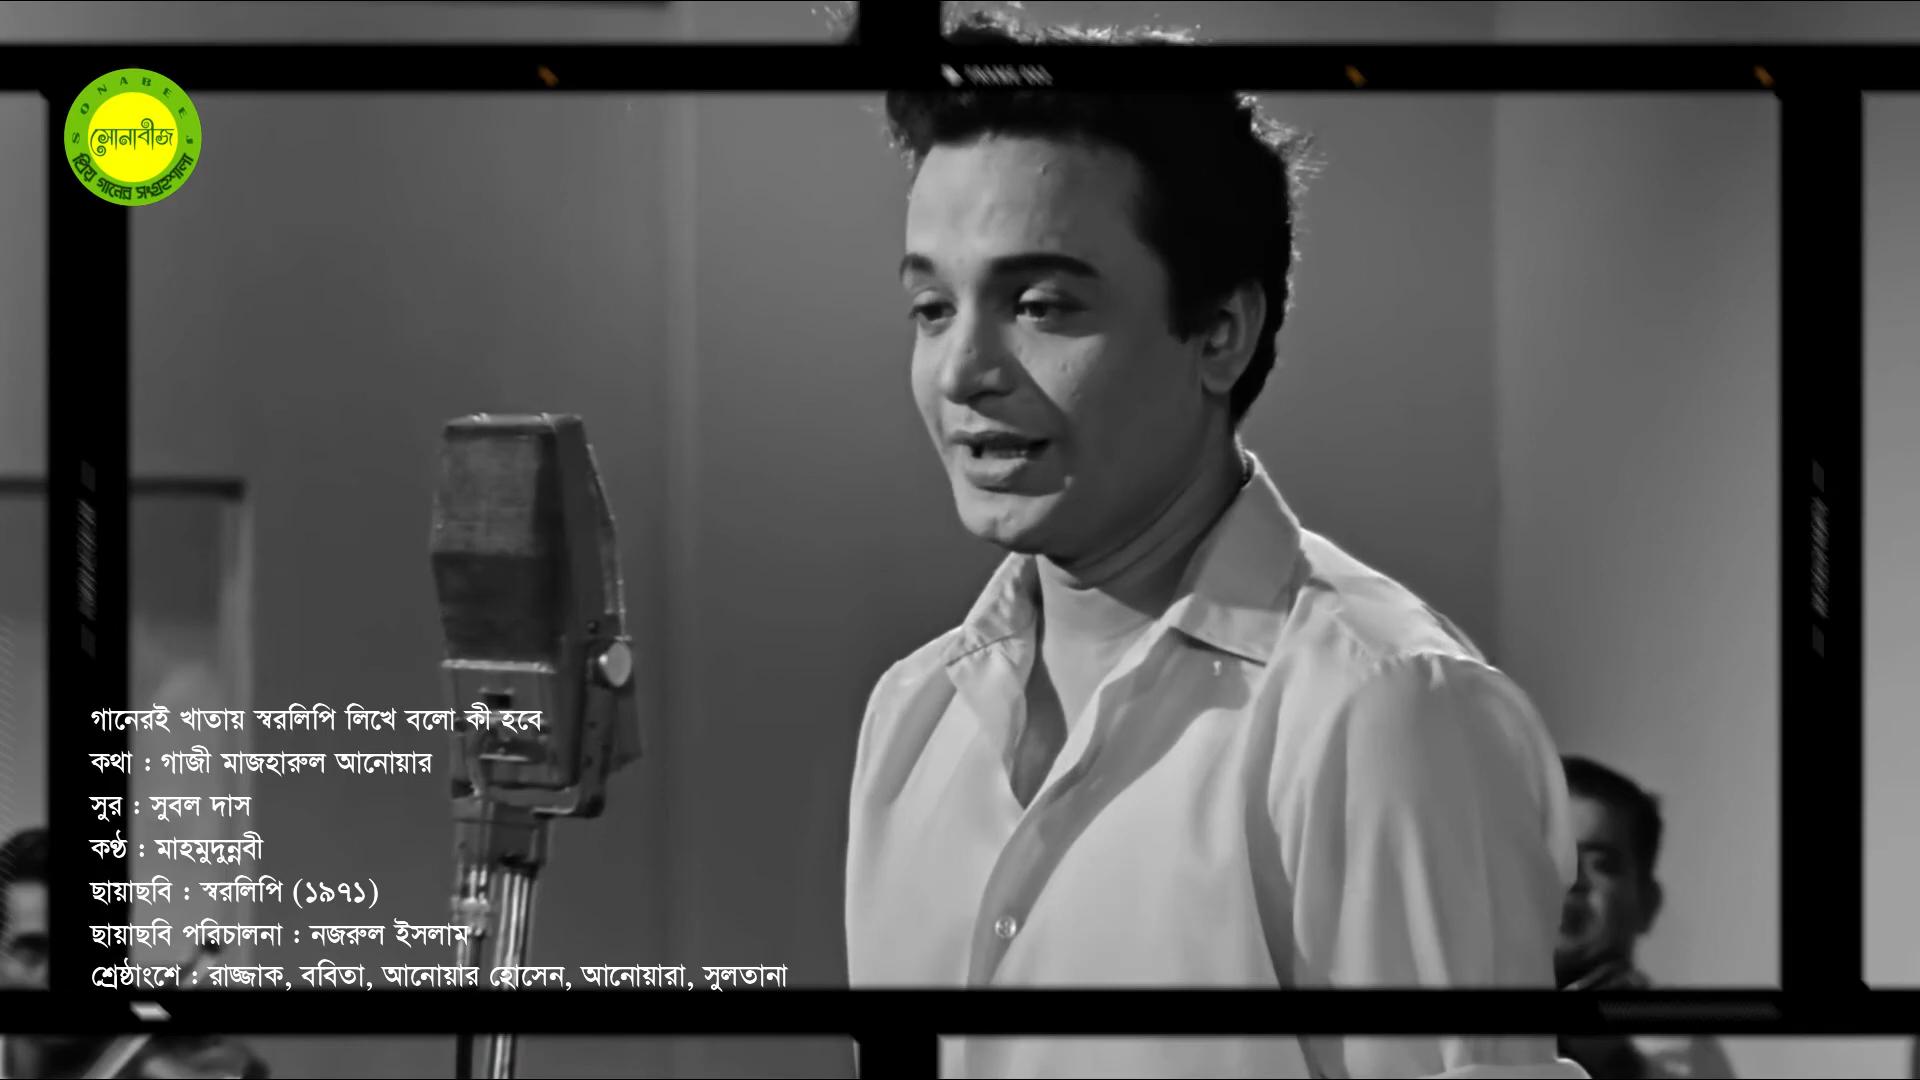 SONABEEJ
সোনাবীজ
প্রিয় গানের সংগ্রহশালা
গানেরই খাতায় স্বরলিপি লিখে বলো কী হবে
কথা : গাজী মাজহারুল আনোয়ার
সুর : সুবল দাস
কণ্ঠ : মাহমুদুন্নবী
ছায়াছবি : স্বরলিপি (১৯৭১)
ছায়াছবি পরিচালনা : নজরুল ইসলাম
শ্রেষ্ঠাংশে : রাজ্জাক, ববিতা, আনোয়ার হোসেন, আনোয়ারা, সুলতানা